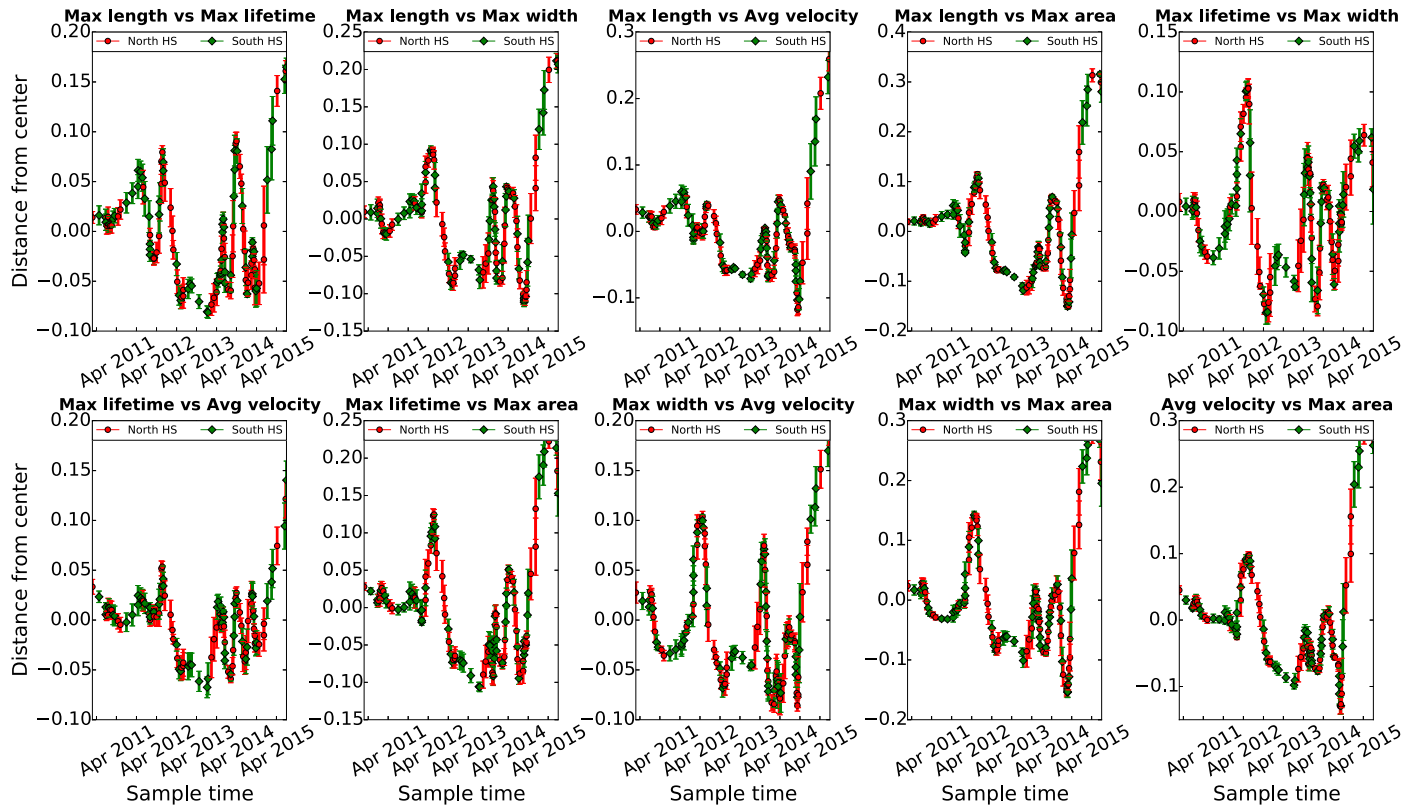 Max length vs Max lifetime
North HS South HS
0.20
0.15
0.10
0.05
0.00
−0.05
−0.10
Distance from center
Apr 2011 Apr 2012 Apr 2013 Apr 2014 Apr 2015
Max length vs Max width
North HS South HS
0.25
0.20
0.15
0.10
0.05
0.00
−0.05
−0.10
−0.15
Apr 2011 Apr 2012 Apr 2013 Apr 2014 Apr 2015
Max length vs Avg velocity
North HS South HS
0.3
0.2
0.1
0.0
−0.1
Apr 2011 Apr 2012 Apr 2013 Apr 2014 Apr 2015
Max length vs Max area
North HS South HS
0.4
0.3
0.2
0.1
0.0
−0.1
−0.2
Apr 2011 Apr 2012 Apr 2013 Apr 2014 Apr 2015
Max lifetime vs Max width
North HS South HS
0.15
0.10
0.05
0.00
−0.05
−0.10
Apr 2011 Apr 2012 Apr 2013 Apr 2014 Apr 2015
Max lifetime vs Avg velocity
North HS South HS
0.20
0.15
0.10
0.05
0.00
−0.05
−0.10
Distance from center
Apr 2011 Apr 2012 Apr 2013 Apr 2014 Apr 2015
Sample time
Max lifetime vs Max area
North HS South HS
0.25
0.20
0.15
0.10
0.05
0.00
−0.05
−0.10
−0.15
Apr 2011 Apr 2012 Apr 2013 Apr 2014 Apr 2015
Sample time
Max width vs Avg velocity
North HS South HS
0.20
0.15
0.10
0.05
0.00
−0.05
−0.10
Apr 2011 Apr 2012 Apr 2013 Apr 2014 Apr 2015
Sample time
Max width vs Max area
North HS South HS
0.3
0.2
0.1
0.0
−0.1
−0.2
Apr 2011 Apr 2012 Apr 2013 Apr 2014 Apr 2015
Sample time
Avg velocity vs Max area
North HS South HS
0.3
0.2
0.1
0.0
−0.1
Apr 2011 Apr 2012 Apr 2013 Apr 2014 Apr 2015
Sample time